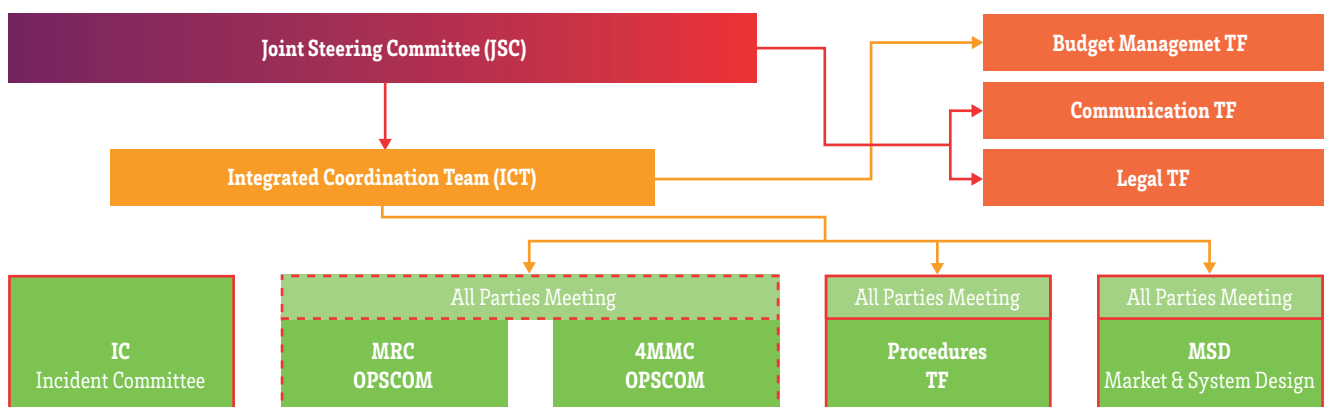 Joint Steering Committee (JSC)
Budget Managemet TF
Communication TF
Integrated Coordination Team (ICT)
Legal TF
All Parties Meeting
All Parties Meeting
All Parties Meeting
IC
Incident Committee
MRC
OPSCOM
4MMC
OPSCOM
Procedures
TF
MSD
Market & System Design